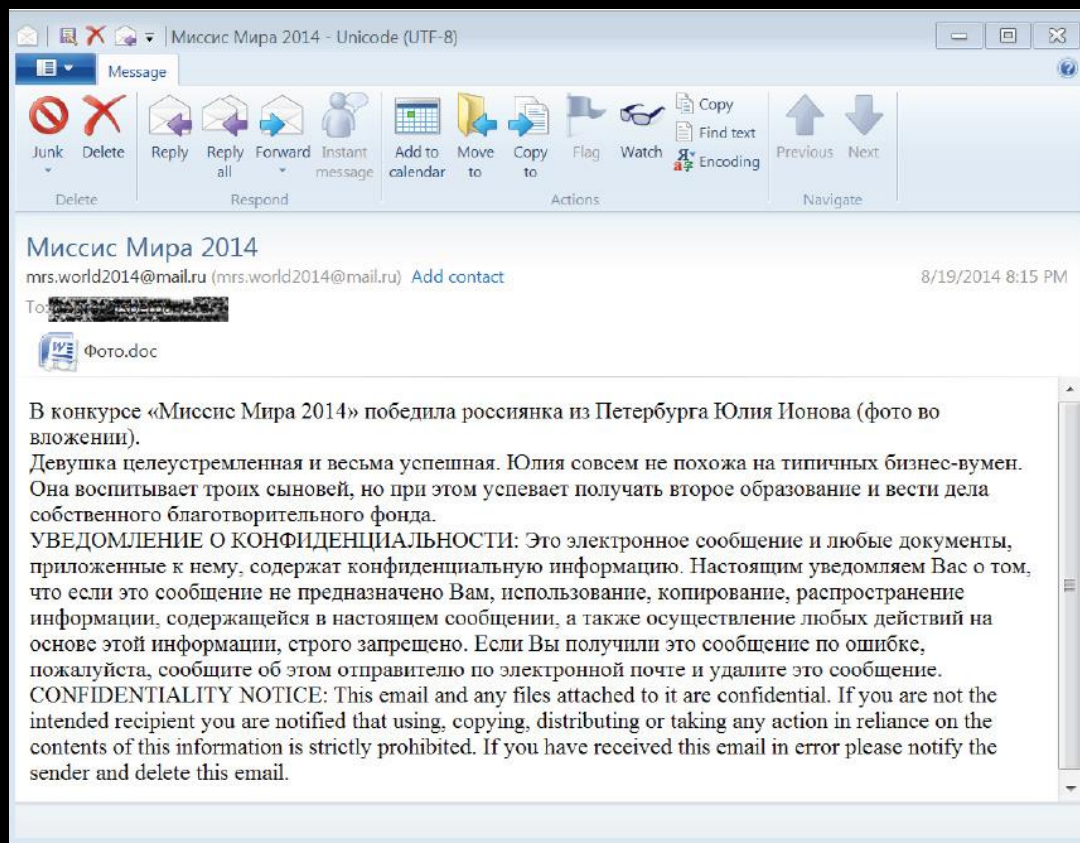 Миссис Мира 2014 - Unicode (UTF-8)
Message
Junk Delete Reply Reply all Forward Instant message Add to calendar Move to Copy to Flag Watch Copy
Find text
Encoding
Previous Next
Delete Respond Actions Navigate
Миссис Мира 2014
mrs.world2014@mail.ru (mrs.world2014@mail.ru) Add contact 8/19/2014 8:15 PM
To:
Фото.doc
В конкурсе «Миссис Мира 2014» победила россиянка из Петербурга Юлия Ионова (фото во
вложении).
Девушка целеустремленная и весьма успешная. Юлия совсем не похожа на типичных бизнес-вумен.
Она воспитывает троих сыновей, но при этом успевает получать второе образование и вести дела
собственного благотворительного фонда.
УВЕДОМЛЕНИЕ О КОНФИДЕНЦИАЛЬНОСТИ: Это электронное сообщение и любые документы,
приложенные к нему, содержат конфиденциальную информацию. Настоящим уведомляем Вас о том,
что если это сообщение не предназначено Вам, использование, копирование, распространение
информации, содержащейся в настоящем сообщении, а также осуществление любых действий на
основе этой информации, строго запрещено. Если Вы получили это сообщение по ошибке,
пожалуйста, сообщите об этом отправителю по электронной почте и удалите это сообщение.
CONFIDENTIALITY NOTICE: This email and any files attached to it are confidential. If you are not the
intended recipient you are notified that using, copying, distributing or taking any action in reliance on the
contents of this information is strictly prohibited. If you have received this email in error please notify the
sender and delete this email.